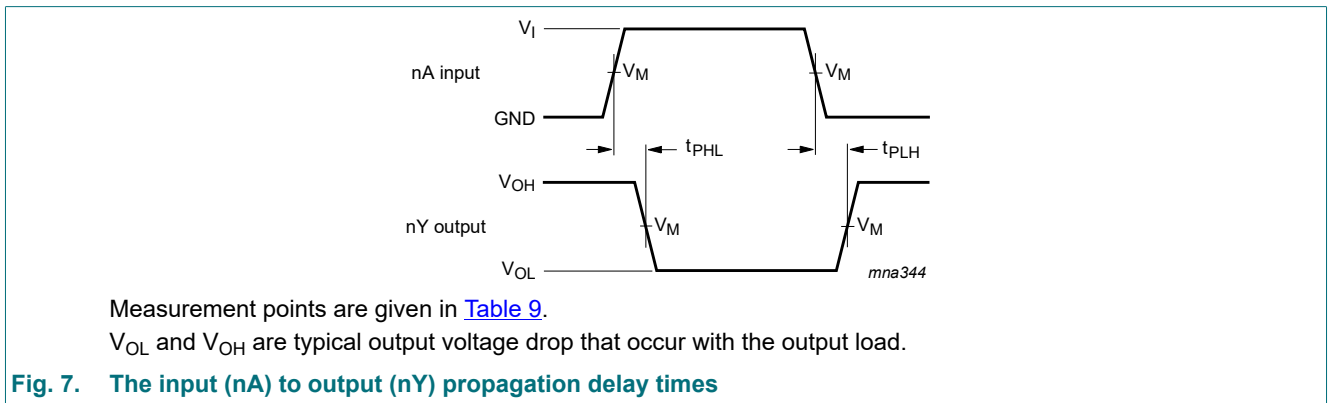 V_I
nA input
V_M V_M
GND
t_PHL t_PLH
V_OH
nY output
V_M V_M
V_OL
mna344
Measurement points are given in Table 9.
V_OL and V_OH are typical output voltage drop that occur with the output load.
Fig. 7. The input (nA) to output (nY) propagation delay times